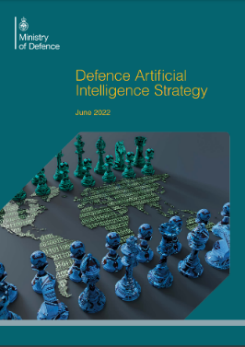 Ministry
of Defence
Defence Artificial
Intelligence Strategy
June 2022